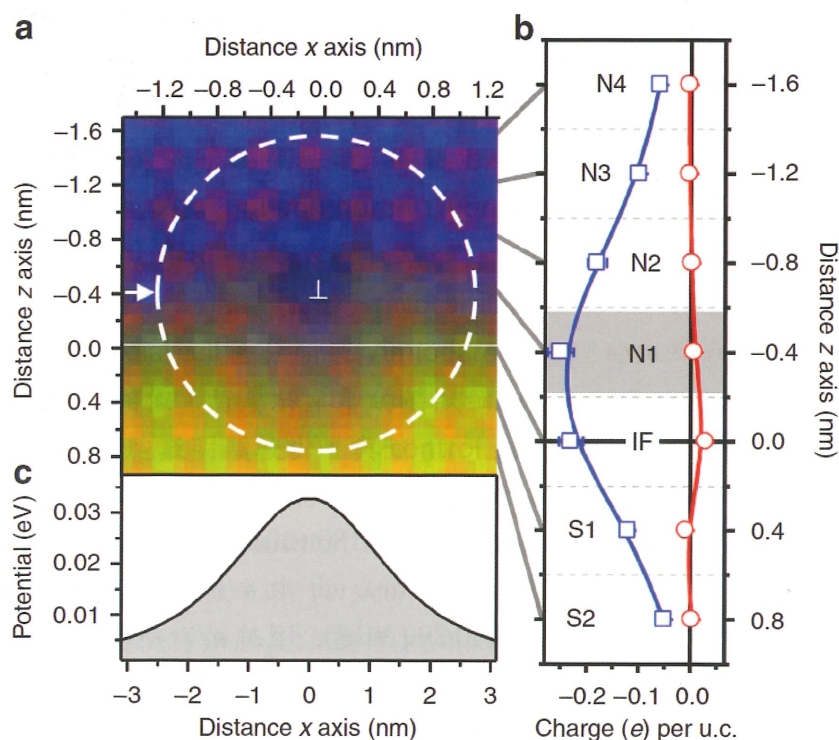 a
Distance x axis (nm)
−1.2 −0.8 −0.4 0.0 0.4 0.8 1.2
Distance z axis (nm)
−1.6
−1.2
−0.8
−0.4
0.0
0.4
0.8
⊥
c
Potential (eV)
0.03
0.02
0.01
−3 −2 −1 0 1 2 3
Distance x axis (nm)
b
N4
N3
N2
N1
IF
S1
S2
−1.6
−1.2
−0.8
−0.4
0.0
0.4
0.8
Distance z axis (nm)
−0.2 −0.1 0.0
Charge (e) per u.c.